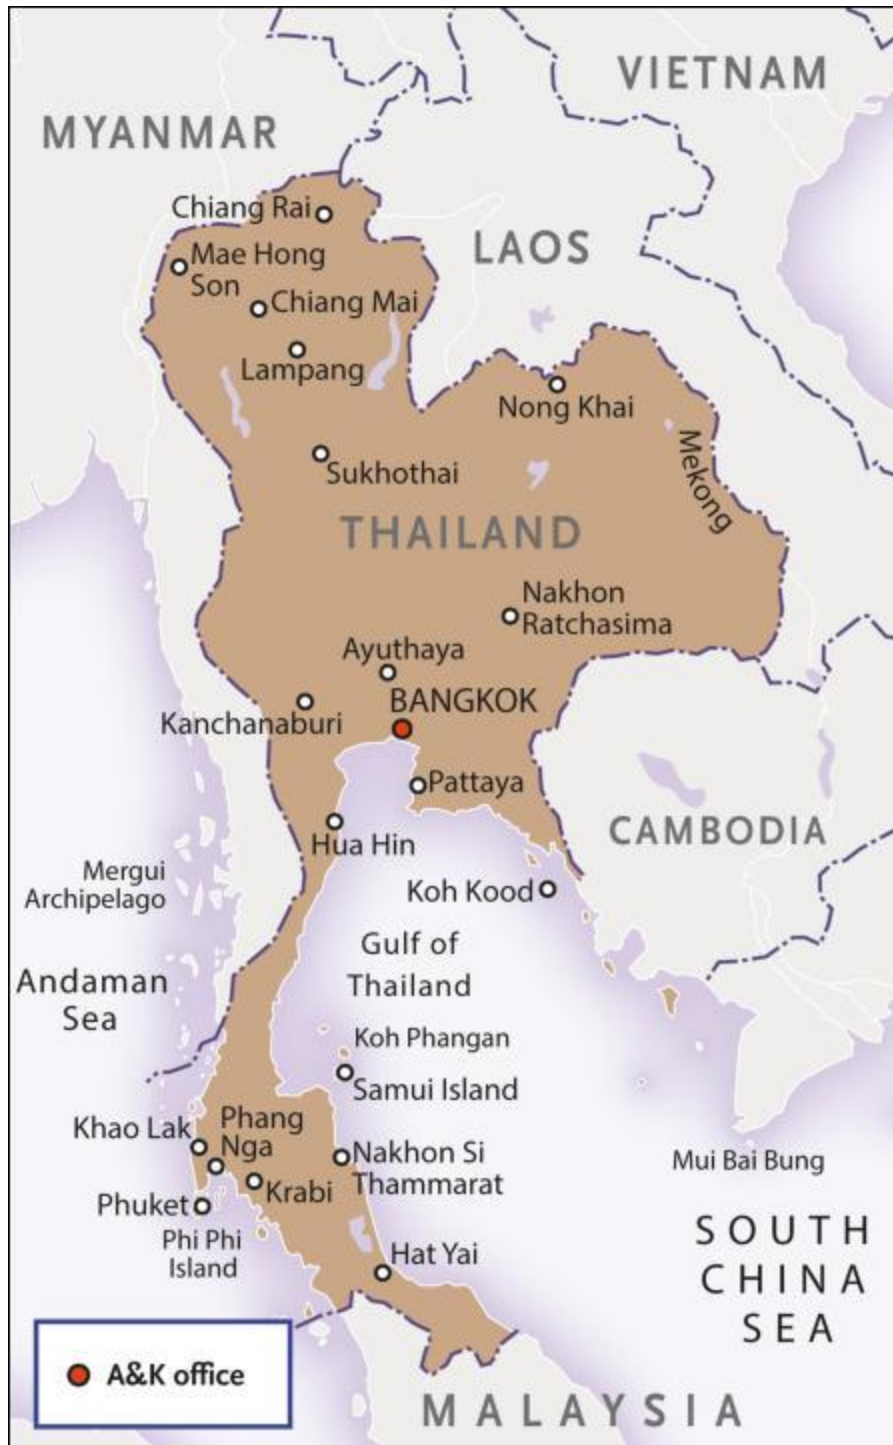 VIETNAM
MYANMAR
Chiang Rai
LAOS
Mae Hong
Son
Chiang Mai
Lampang
Nong Khai
Mekong
Sukhothai
THAILAND
Nakhon
Ratchasima
Ayuthaya
BANGKOK
Kanchanaburi
Pattaya
Hua Hin
CAMBODIA
Mergui
Archipelago
Koh Kood
Gulf of
Thailand
Andaman
Sea
Koh Phangan
Samui Island
Khao Lak
Phang
Nga
Nakhon Si
Thammarat
Mui Bai Bung
Krabi
Phuket
Phi Phi
Island
Hat Yai
SOUTH
CHINA
SEA
A&K office
MALAYSIA